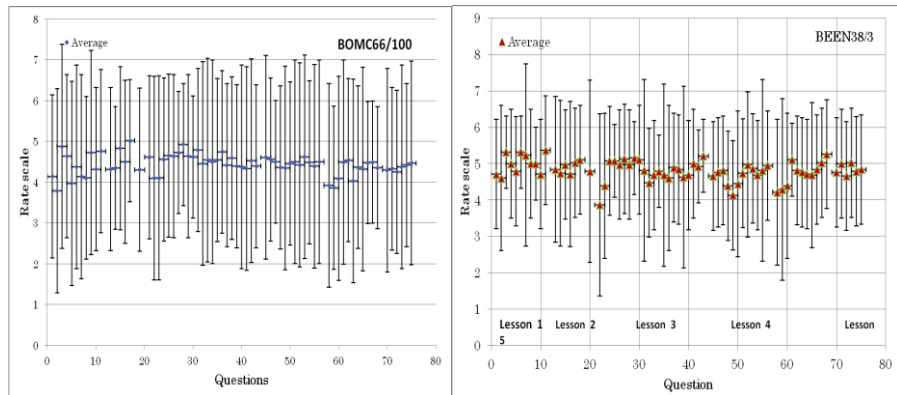 8
7
6
5
4
3
2
1
0
Rate scale
Average
BOMC66/100
0 10 20 30 40 50 60 70 80
Questions
9
8
7
6
5
4
3
2
1
0
Rate scale
Average
BEEN38/3
Lesson 1 Lesson 2 Lesson 3 Lesson 4 Lesson
5
0 10 20 30 40 50 60 70 80
Question